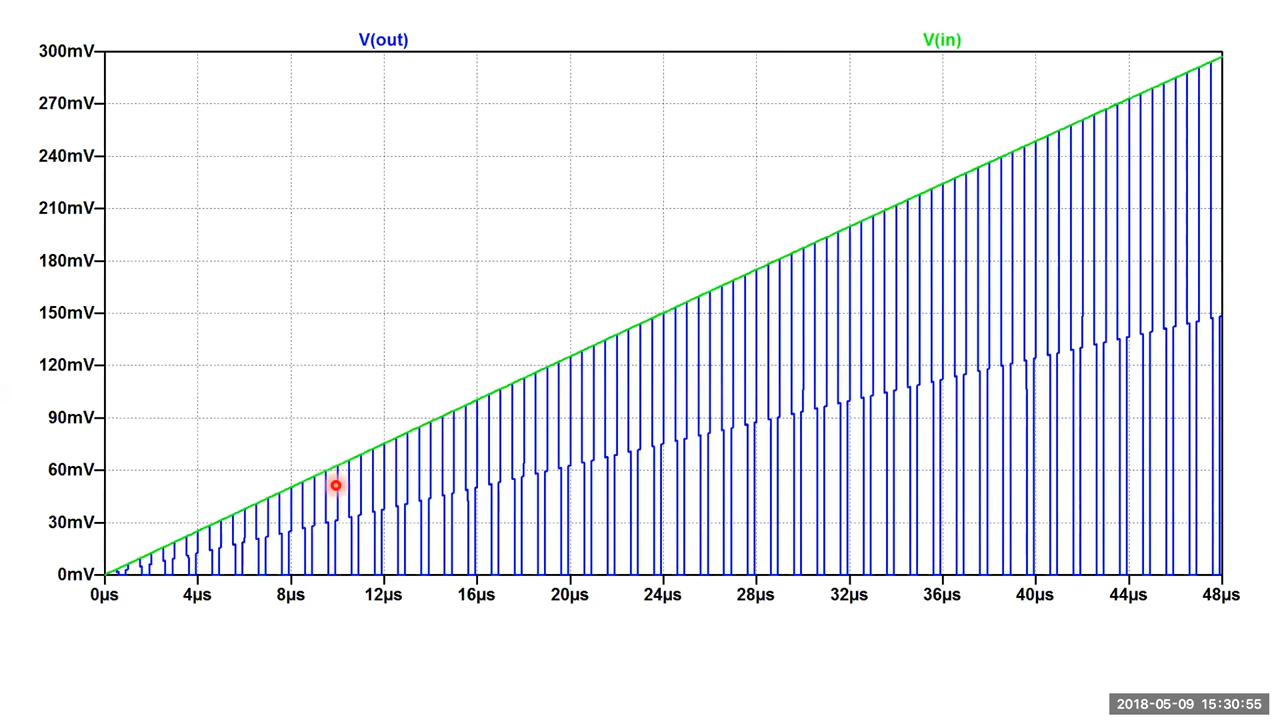 V(out) V(in)
300mV
270mV
240mV
210mV
180mV
150mV
120mV
90mV
60mV
30mV
0mV
0µs 4µs 8µs 12µs 16µs 20µs 24µs 28µs 32µs 36µs 40µs 44µs 48µs
2018-05-09 15:30:55